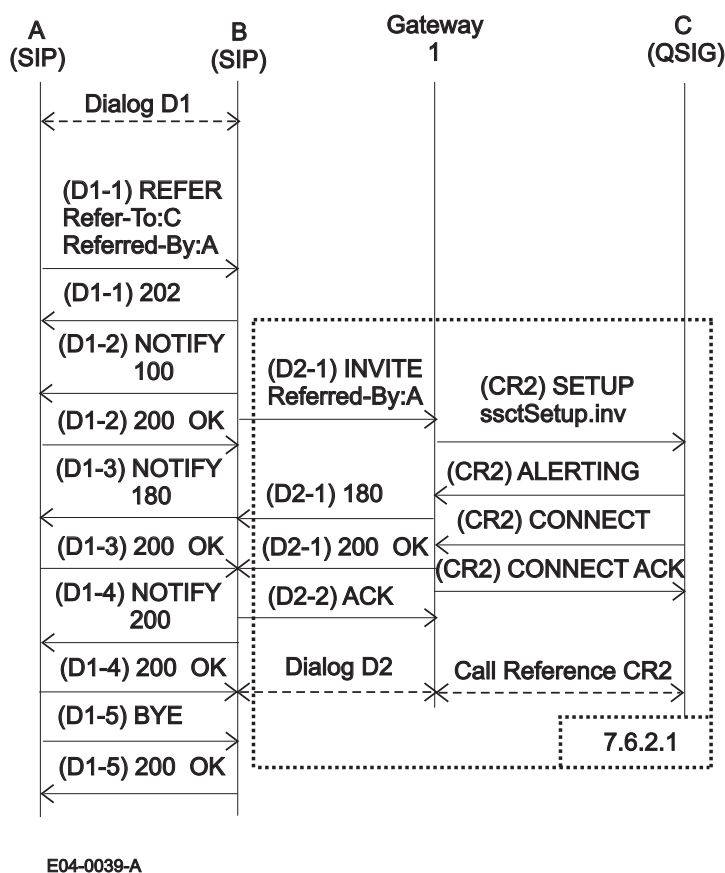 A
(SIP)
B
(SIP)
Gateway
1
C
(QSIG)
Dialog D1
(D1-1) REFER
Refer-To:C
Referred-By:A
(D1-1) 202
(D1-2) NOTIFY
100
(D2-1) INVITE
Referred-By:A
(CR2) SETUP
ssctSetup.inv
(D1-2) 200 OK
(D1-3) NOTIFY
180
(D2-1) 180
(CR2) ALERTING
(CR2) CONNECT
(D1-3) 200 OK
(D2-1) 200 OK
(CR2) CONNECT ACK
(D1-4) NOTIFY
200
(D2-2) ACK
(D1-4) 200 OK
Dialog D2
Call Reference CR2
(D1-5) BYE
7.6.2.1
(D1-5) 200 OK
E04-0039-A